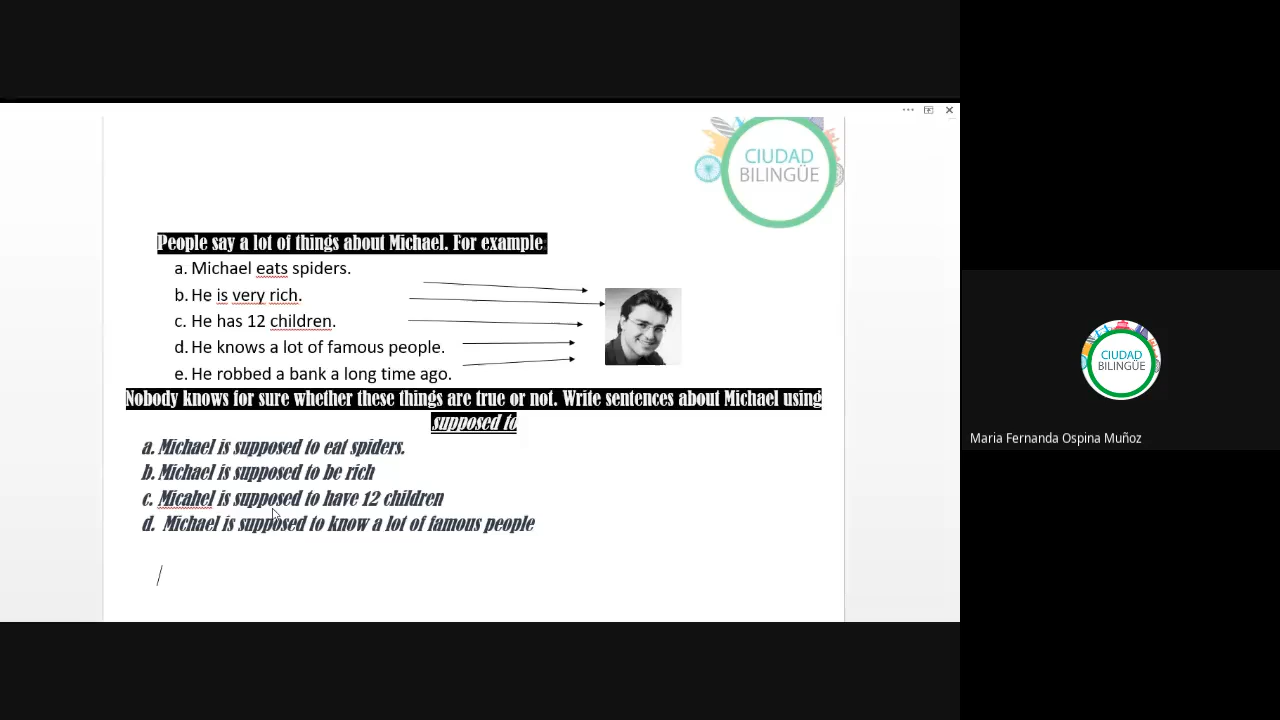 CIUDAD
BILINGÜE
People say a lot of things about Michael. For example:
a. Michael eats spiders.
b. He is very rich.
c. He has 12 children.
d. He knows a lot of famous people.
e. He robbed a bank a long time ago.
Nobody knows for sure whether these things are true or not. Write sentences about Michael using
supposed to
a. Michael is supposed to eat spiders.
b. Michael is supposed to be rich
c. Micahel is supposed to have 12 children
d. Michael is supposed to know a lot of famous people
CIUDAD
BILINGÜE
Maria Fernanda Ospina Muñoz